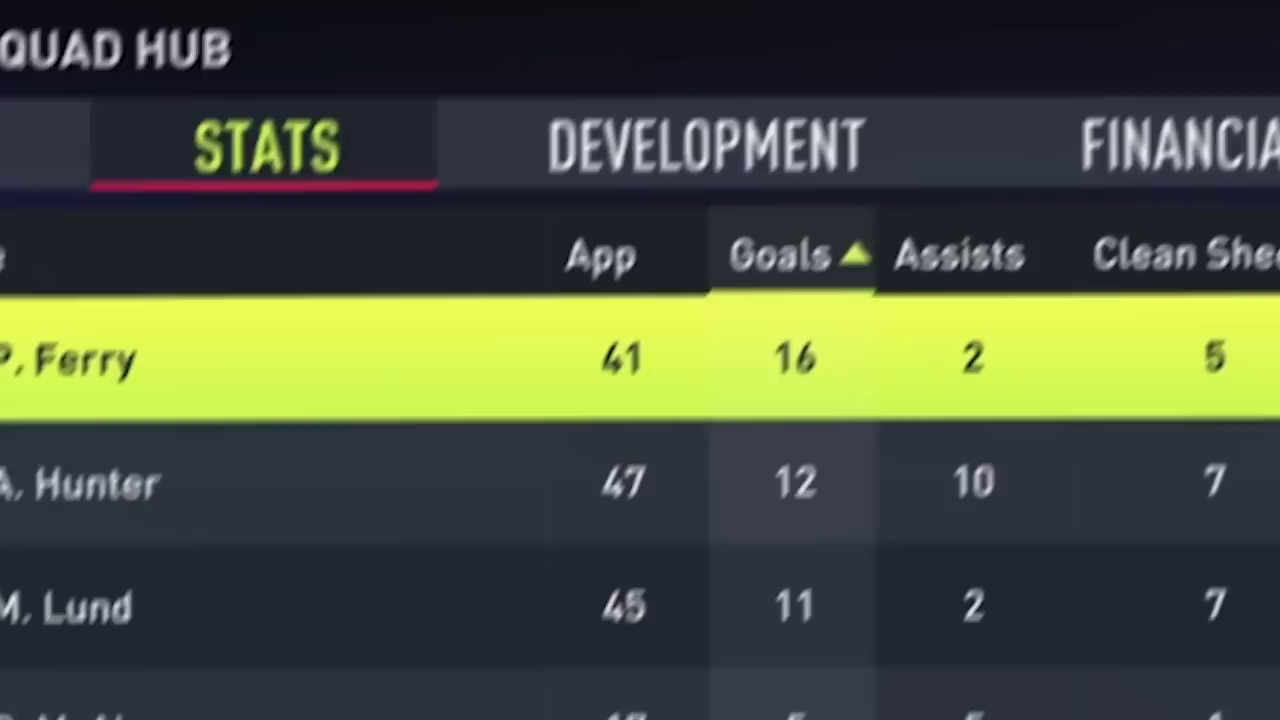 QUAD HUB
STATS DEVELOPMENT FINANCIA
App Goals Assists Clean Shee
P. Ferry 41 16 2 5
A. Hunter 47 12 10 7
M. Lund 45 11 2 7